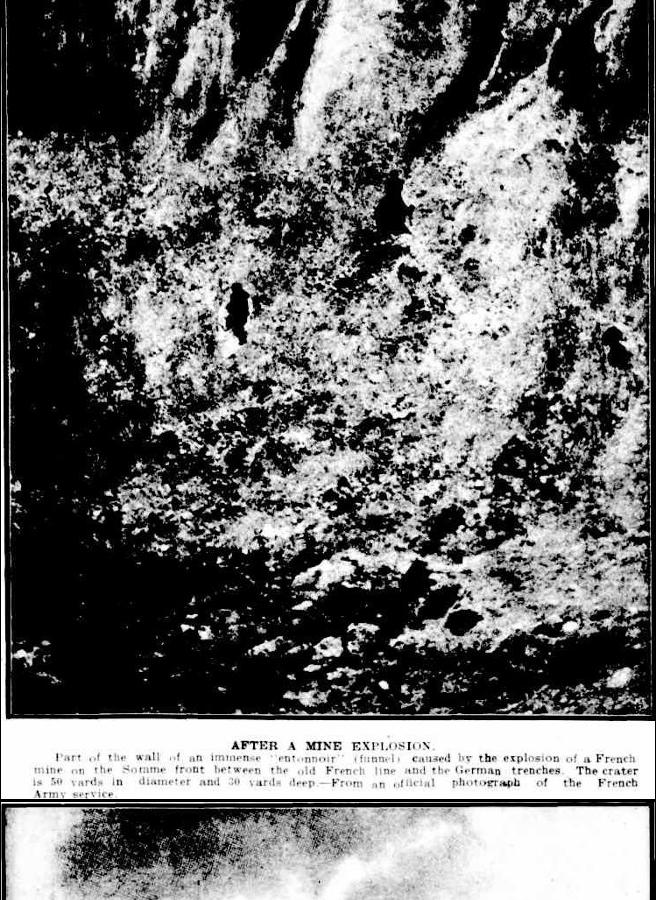 AFTER A MINE EXPLOSION.
Part of the wall of an immense "entonnoir" (funnel) caused by the explosion of a French
mine on the Somme front between the old French line and the German trenches. The crater
is 50 yards in diameter and 30 yards deep.—From an official photograph of the French
Army service.